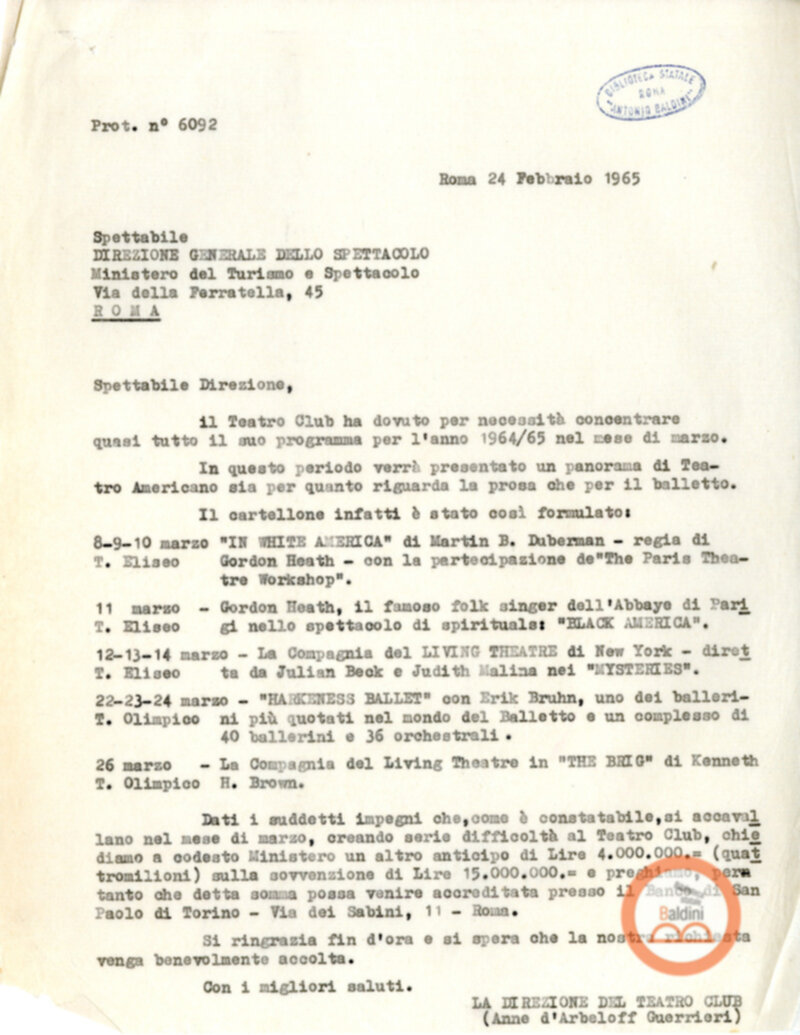 BIBLIOTECA STATALE
ROMA
"ANTONIO BALDINI"
Prot. n° 6092
Roma 24 Febbraio 1965
Spettabile
DIREZIONE GENERALE DELLO SPETTACOLO
Ministero del Turismo e Spettacolo
Via della Ferratella, 45
R O M A
Spettabile Direzione,
il Teatro Club ha dovuto per necessità concentrare
quasi tutto il suo programma per l'anno 1964/65 nel mese di marzo.
In questo periodo verrà presentato un panorama di Tea-
tro Americano sia per quanto riguarda la prosa che per il balletto.
Il cartellone infatti è stato così formulato:
8-9-10 marzo "IN WHITE AMERICA" di Martin B. Duberman - regia di
T. Eliseo Gordon Heath - con la partecipazione de"The Paris Thea-
tre Workshop".
11 marzo - Gordon Heath, il famoso folk singer dell'Abbaye di Pari
T. Eliseo gi nello spettacolo di spirituals: "BLACK AMERICA".
12-13-14 marzo - La Compagnia del LIVING THEATRE di New York - diret
T. Eliseo ta da Julian Beck e Judith Malina nei "MYSTERIES".
22-23-24 marzo - "HARKENESS BALLET" con Erik Bruhn, uno dei balleri-
T. Olimpico ni più quotati nel mondo del Balletto e un complesso di
40 ballerini e 36 orchestrali .
26 marzo - La Compagnia del Living Theatre in "THE BRIG" di Kenneth
T. Olimpico H. Brown.
Dati i suddetti impegni che,come è constatabile,si accaval
lano nel mese di marzo, creando serie difficoltà al Teatro Club, chie
diamo a codesto Ministero un altro anticipo di Lire 4.000.000.= (quat
tromilioni) sulla sovvenzione di Lire 15.000.000.= e preghiamo, per
tanto che detta somma possa venire accreditata presso il Banco di San
Paolo di Torino - Via dei Sabini, 11 - Roma.
Si ringrazia fin d'ora e si spera che la nostra richiesta
venga benevolmente accolta.
Con i migliori saluti.
LA DIREZIONE DEL TEATRO CLUB
(Anne d'Arbeloff Guerrieri)
Baldini